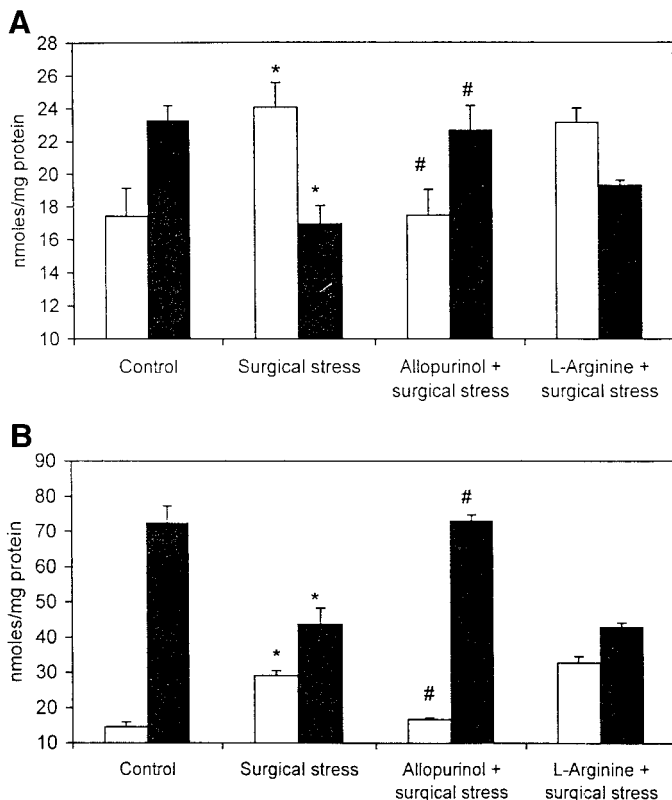 A
28
26
24
22
20
18
16
14
12
10
nmoles/mg protein
*
*
#
#
Control
Surgical stress
Allopurinol +
surgical stress
L-Arginine +
surgical stress
B
90
80
70
60
50
40
30
20
10
nmoles/mg protein
*
*
#
#
Control
Surgical stress
Allopurinol +
surgical stress
L-Arginine +
surgical stress